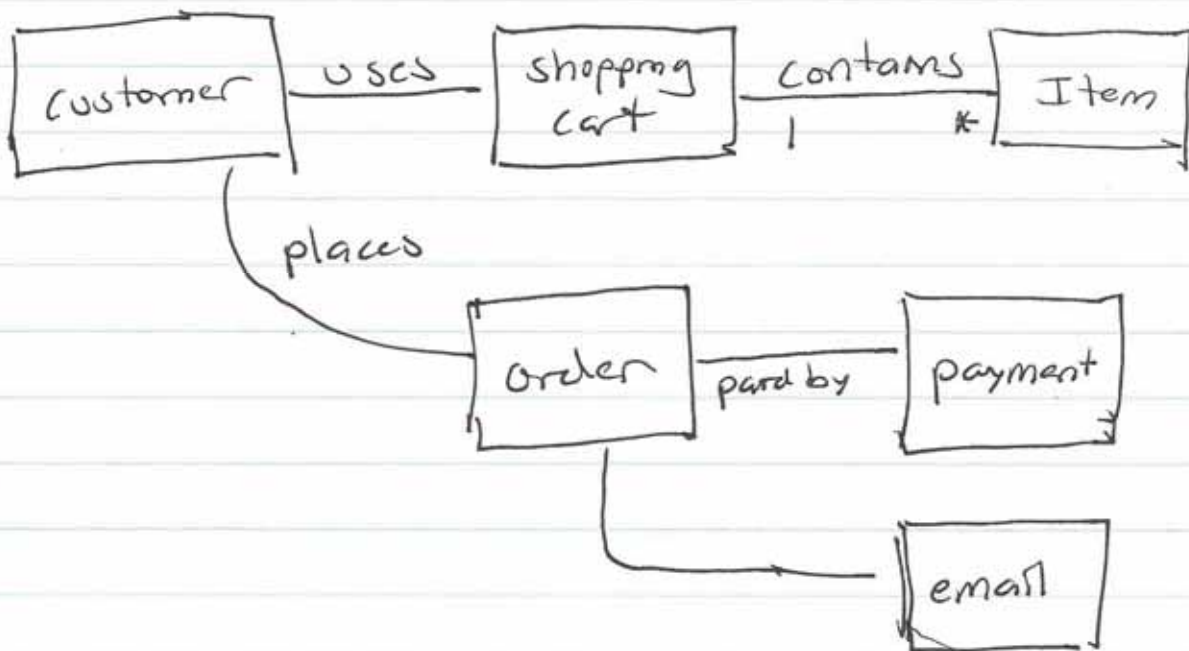 customer
uses
shopping
cart
contains
1
*
Item
places
order
paid by
payment
email